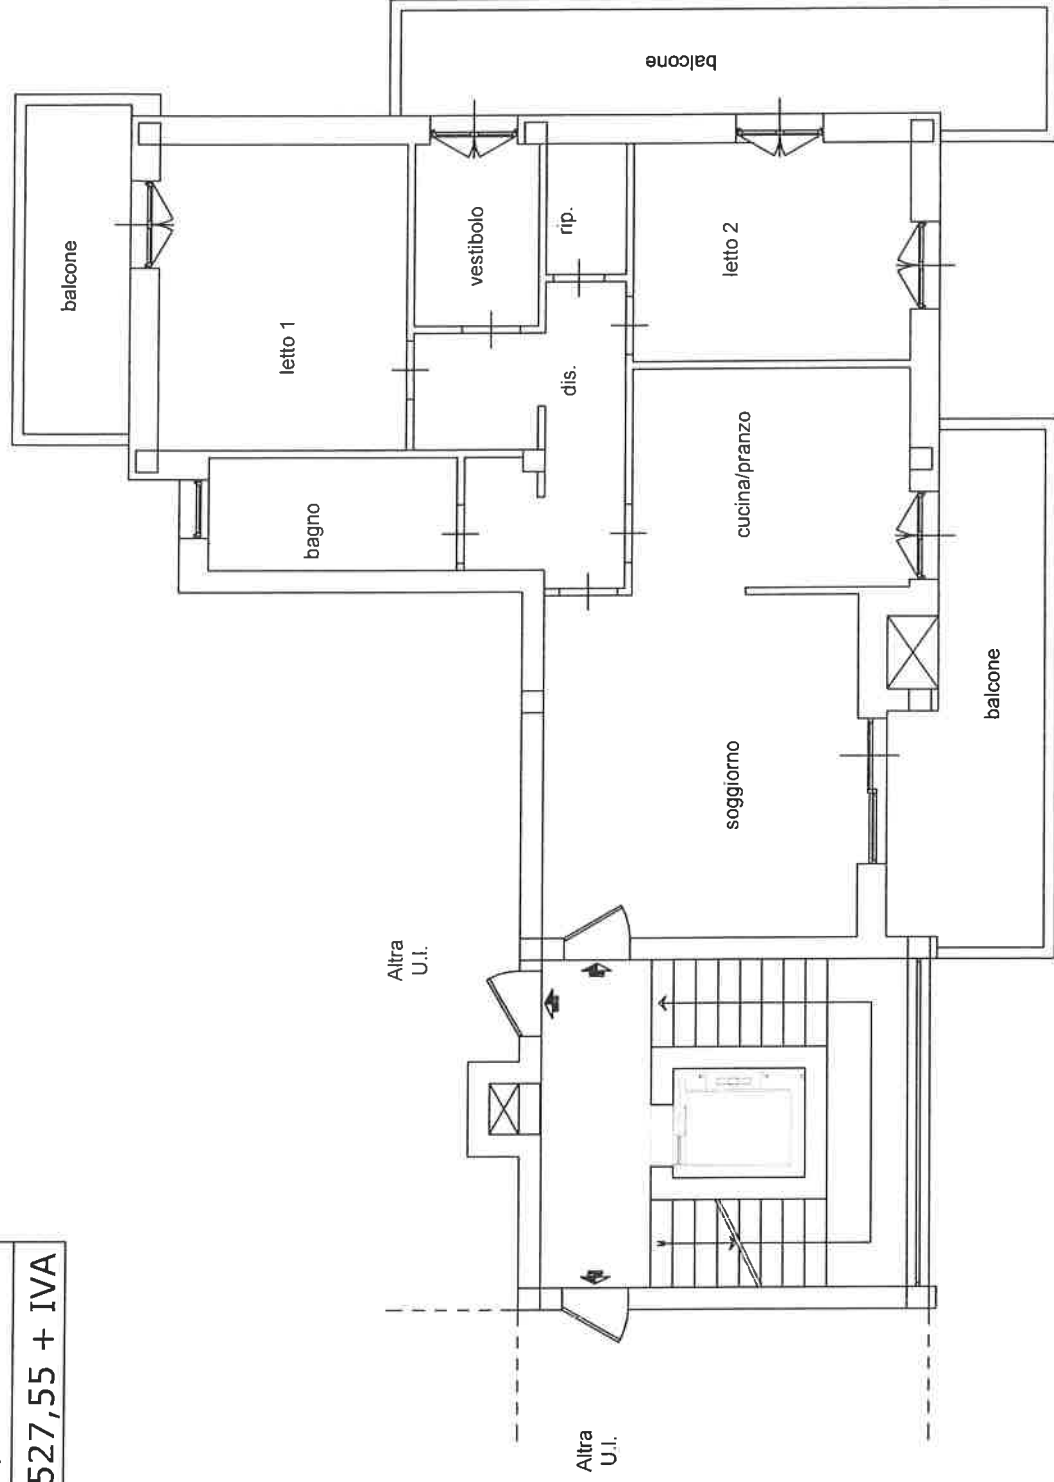 527,55 + IVA
balcone
letto 1
bagno
Altra
U.I.
vestibolo
rip.
dis.
Altra
U.I.
balcone
soggiorno
cucina/pranzo
letto 2
balcone